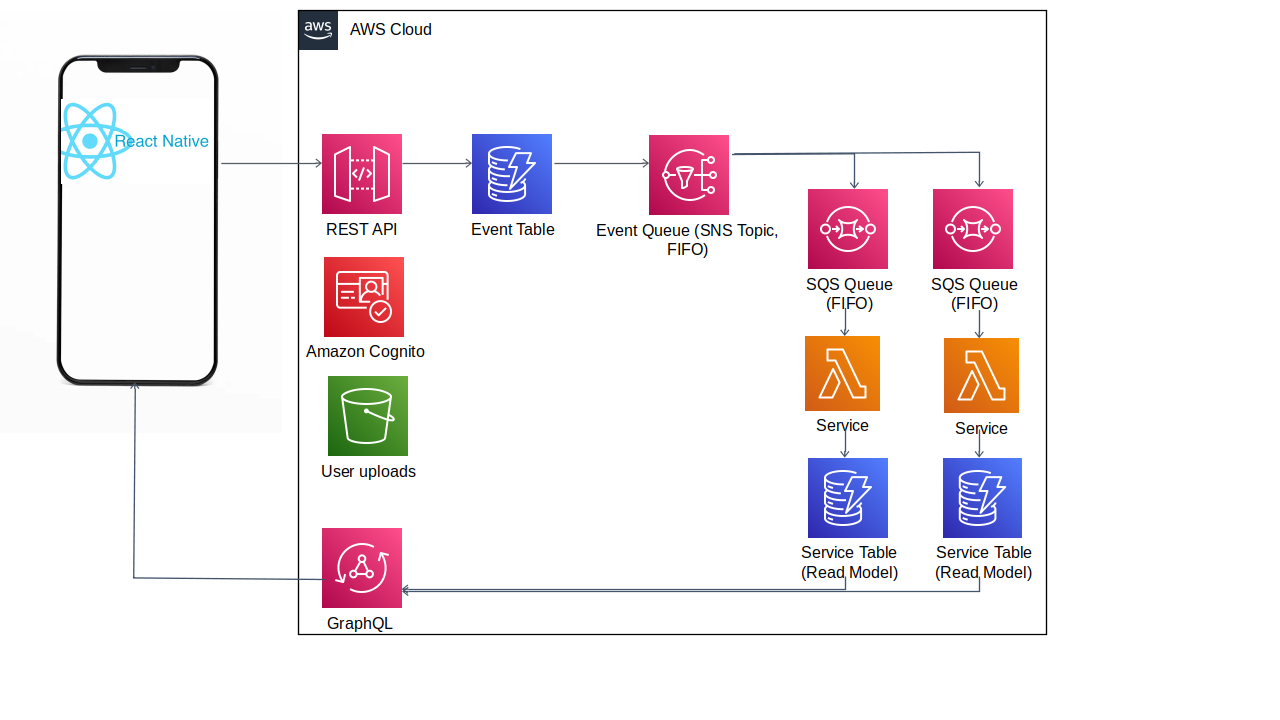 aws
AWS Cloud
React Native
</>
REST API
Event Table
Event Queue (SNS Topic,
FIFO)
SQS Queue
(FIFO)
SQS Queue
(FIFO)
Amazon Cognito
Service
Service
User uploads
Service Table
(Read Model)
Service Table
(Read Model)
GraphQL